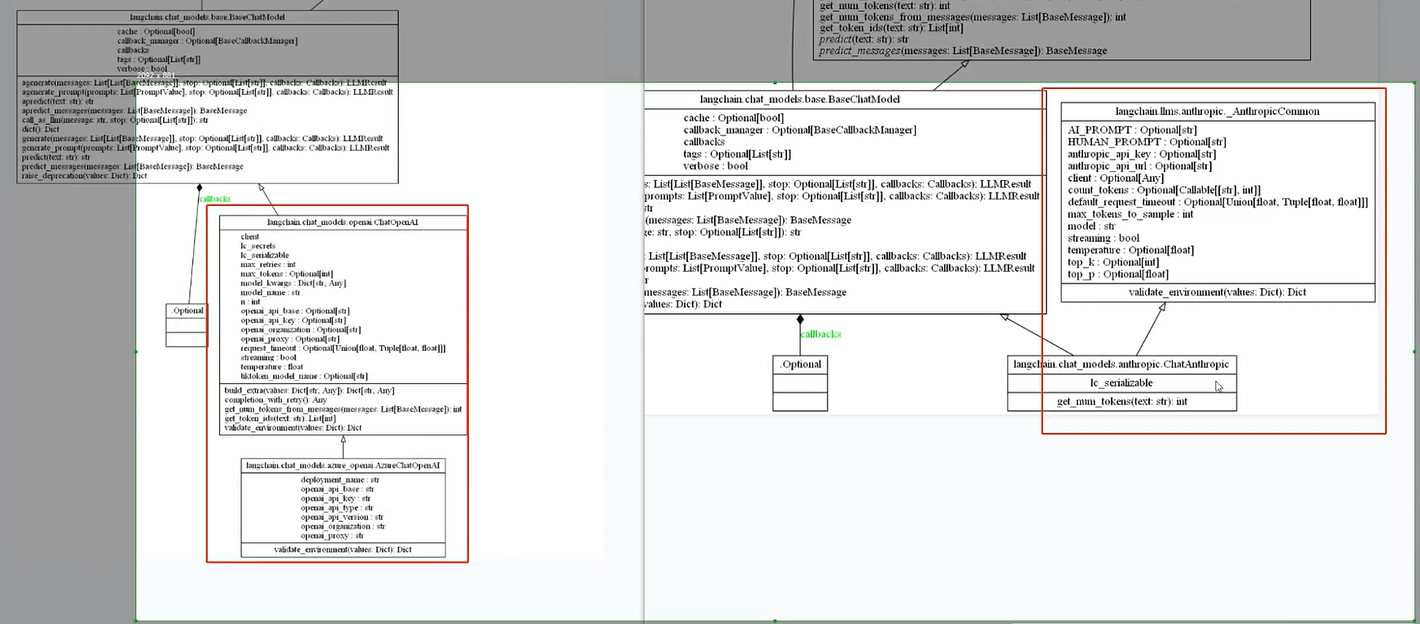 langchain.chat_models.base.BaseChatModel
cache : Optional[bool]
callback_manager : Optional[BaseCallbackManager]
callbacks
tags : Optional[List[str]]
verbose : bool
2092 x 881
agenerate(messages: List[List[BaseMessage]], stop: Optional[List[str]], callbacks: Callbacks): LLMResult
agenerate_prompt(prompts: List[PromptValue], stop: Optional[List[str]], callbacks: Callbacks): LLMResult
apredict(text: str): str
apredict_messages(messages: List[BaseMessage]): BaseMessage
call_as_llm(message: str, stop: Optional[List[str]]): str
dict(): Dict
generate(messages: List[List[BaseMessage]], stop: Optional[List[str]], callbacks: Callbacks): LLMResult
generate_prompt(prompts: List[PromptValue], stop: Optional[List[str]], callbacks: Callbacks): LLMResult
predict(text: str): str
predict_messages(messages: List[BaseMessage]): BaseMessage
raise_deprecation(values: Dict): Dict
callbacks
.Optional
langchain.chat_models.openai.ChatOpenAI
client
lc_secrets
lc_serializable
max_retries : int
max_tokens : Optional[int]
model_kwargs : Dict[str, Any]
model_name : str
n : int
openai_api_base : Optional[str]
openai_api_key : Optional[str]
openai_organization : Optional[str]
openai_proxy : Optional[str]
request_timeout : Optional[Union[float, Tuple[float, float]]]
streaming : bool
temperature : float
tiktoken_model_name : Optional[str]
build_extra(values: Dict[str, Any]): Dict[str, Any]
completion_with_retry(): Any
get_num_tokens_from_messages(messages: List[BaseMessage]): int
get_token_ids(text: str): List[int]
validate_environment(values: Dict): Dict
langchain.chat_models.azure_openai.AzureChatOpenAI
deployment_name : str
openai_api_base : str
openai_api_key : str
openai_api_type : str
openai_api_version : str
openai_organization : str
openai_proxy : str
validate_environment(values: Dict): Dict
get_num_tokens(text: str): int
get_num_tokens_from_messages(messages: List[BaseMessage]): int
get_token_ids(text: str): List[int]
predict(text: str): str
predict_messages(messages: List[BaseMessage]): BaseMessage
langchain.chat_models.base.BaseChatModel
cache : Optional[bool]
callback_manager : Optional[BaseCallbackManager]
callbacks
tags : Optional[List[str]]
verbose : bool
s: List[List[BaseMessage]], stop: Optional[List[str]], callbacks: Callbacks): LLMResult
prompts: List[PromptValue], stop: Optional[List[str]], callbacks: Callbacks): LLMResult
str
(messages: List[BaseMessage]): BaseMessage
ge: str, stop: Optional[List[str]]): str
List[List[BaseMessage]], stop: Optional[List[str]], callbacks: Callbacks): LLMResult
rompts: List[PromptValue], stop: Optional[List[str]], callbacks: Callbacks): LLMResult
r
messages: List[BaseMessage]): BaseMessage
values: Dict): Dict
callbacks
.Optional
langchain.llms.anthropic._AnthropicCommon
AI_PROMPT : Optional[str]
HUMAN_PROMPT : Optional[str]
anthropic_api_key : Optional[str]
anthropic_api_url : Optional[str]
client : Optional[Any]
count_tokens : Optional[Callable[[str], int]]
default_request_timeout : Optional[Union[float, Tuple[float, float]]]
max_tokens_to_sample : int
model : str
streaming : bool
temperature : Optional[float]
top_k : Optional[int]
top_p : Optional[float]
validate_environment(values: Dict): Dict
langchain.chat_models.anthropic.ChatAnthropic
lc_serializable
get_num_tokens(text: str): int